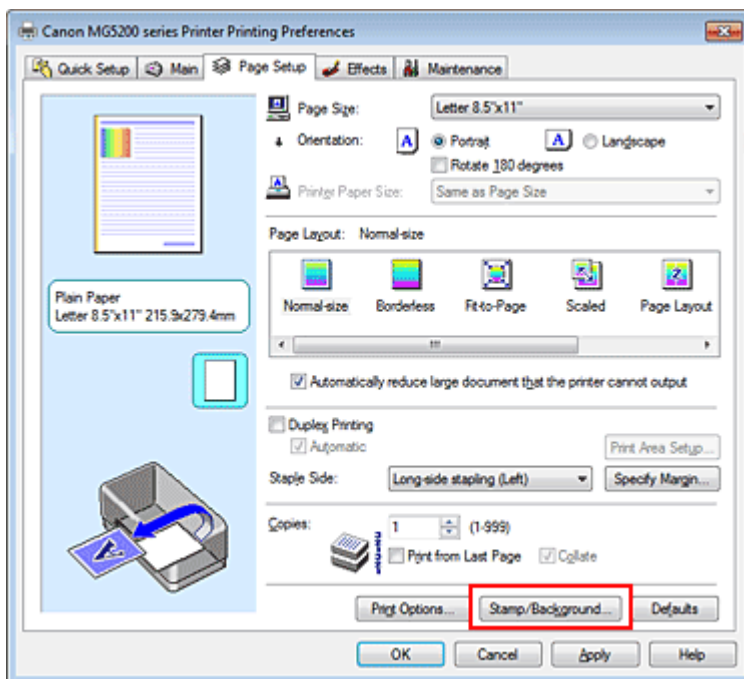 Canon MG5200 series Printer Printing Preferences
Quick Setup Main Page Setup Effects Maintenance
Page Size: Letter 8.5"x11"
Orientation: A Portrait A Landscape
Rotate 180 degrees
Printer Paper Size: Same as Page Size
Page Layout: Normal-size
Normal-size Borderless Fit-to-Page Scaled Page Layout
Plain Paper
Letter 8.5"x11" 215.9x279.4mm
Automatically reduce large document that the printer cannot output
Duplex Printing
Automatic Print Area Setup...
Staple Side: Long-side stapling (Left) Specify Margin...
Copies: 1 (1-999)
Print from Last Page Collate
Print Options... Stamp/Background... Defaults
OK Cancel Apply Help